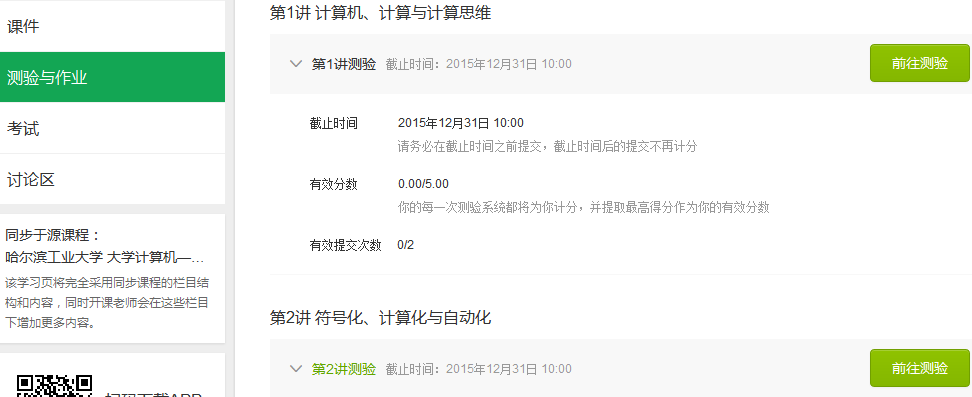 课件
测验与作业
考试
讨论区
同步于源课程：
哈尔滨工业大学 大学计算机—…
该学习页将完全采用同步课程的栏目结
构和内容，同时开课老师会在这些栏目
下增加更多内容。
第1讲 计算机、计算与计算思维
第1讲测验 截止时间：2015年12月31日 10:00 前往测验
截止时间 2015年12月31日 10:00
请务必在截止时间之前提交，截止时间后的提交不再计分
有效分数 0.00/5.00
你的每一次测验系统都将为你计分，并提取最高得分作为你的有效分数
有效提交次数 0/2
第2讲 符号化、计算化与自动化
第2讲测验 截止时间：2015年12月31日 10:00 前往测验